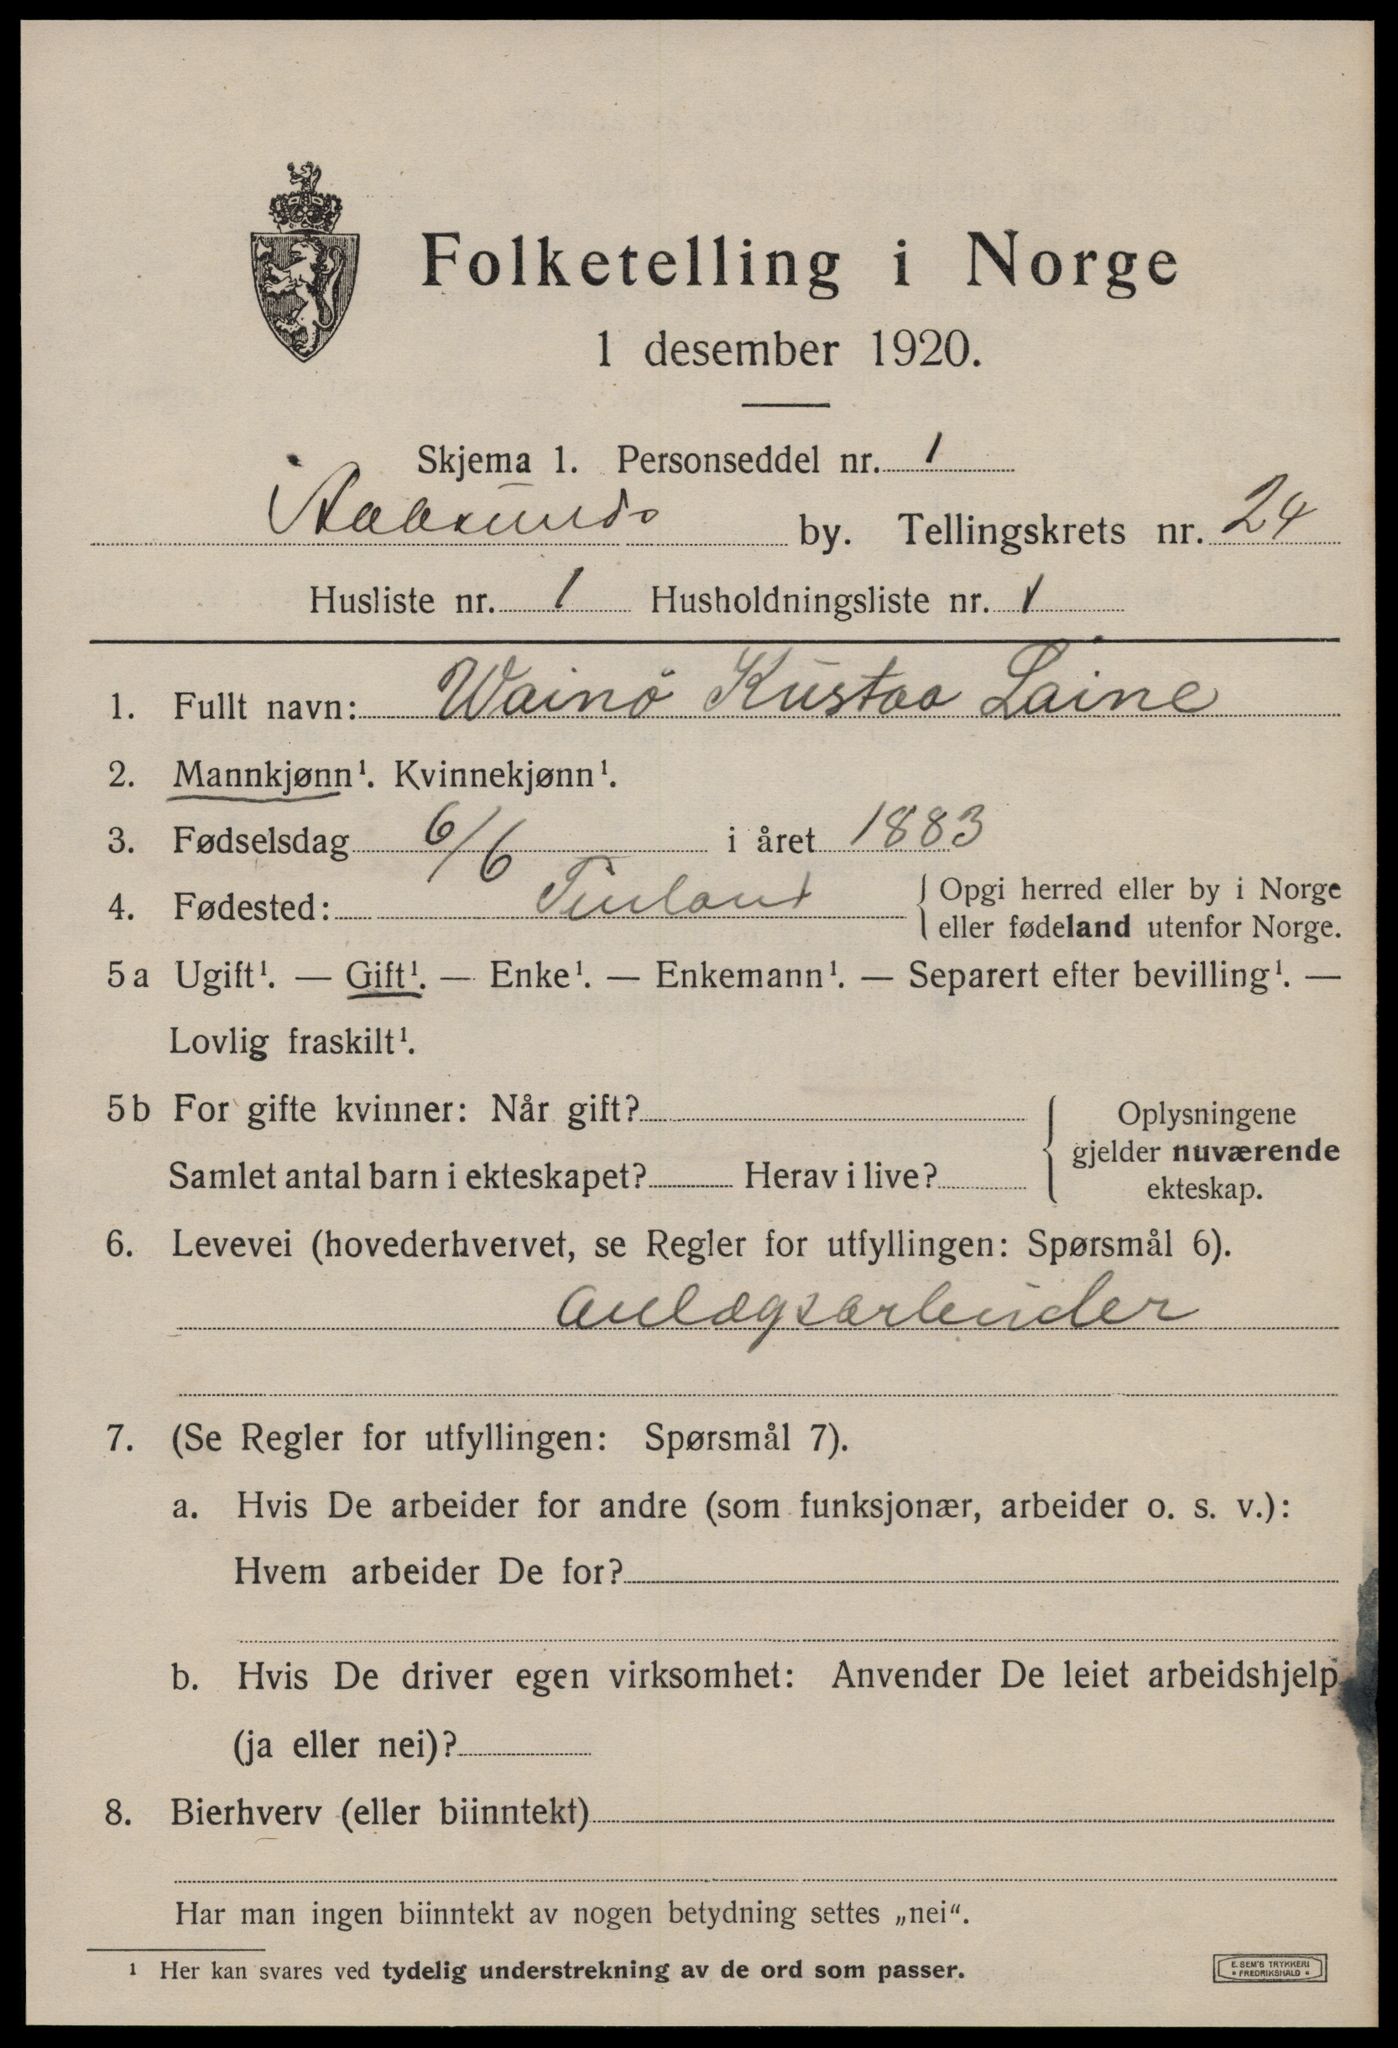 Folketelling i Norge
1 desember 1920.
Skjema 1. Personseddel nr. 1
Aalesunds by. Tellingskrets nr. 24
Husliste nr. 1 Husholdningsliste nr. 1
1. Fullt navn: Wainö Kustaa Laine
2. Mannkjønn¹. Kvinnekjønn¹.
3. Fødselsdag 6/6 i året 1883
4. Fødested: Finland { Opgi herred eller by i Norge
eller fødeland utenfor Norge.
5a Ugift¹. — Gift¹. — Enke¹. — Enkemann¹. — Separert efter bevilling¹. —
Lovlig fraskilt¹.
5b For gifte kvinner: Når gift?
Samlet antal barn i ekteskapet? Herav i live?
{ Oplysningene
gjelder nuværende
ekteskap.
6. Levevei (hovederhvervet, se Regler for utfyllingen: Spørsmål 6).
Anlægsarbeider
7. (Se Regler for utfyllingen: Spørsmål 7).
a. Hvis De arbeider for andre (som funksjonær, arbeider o. s. v.):
Hvem arbeider De for?
b. Hvis De driver egen virksomhet: Anvender De leiet arbeidshjelp
(ja eller nei)?
8. Bierhverv (eller biinntekt)
Har man ingen biinntekt av nogen betydning settes „nei“.
¹ Her kan svares ved tydelig understrekning av de ord som passer.
E. SEM'S TRYKKERI
• FREDRIKSHALD •